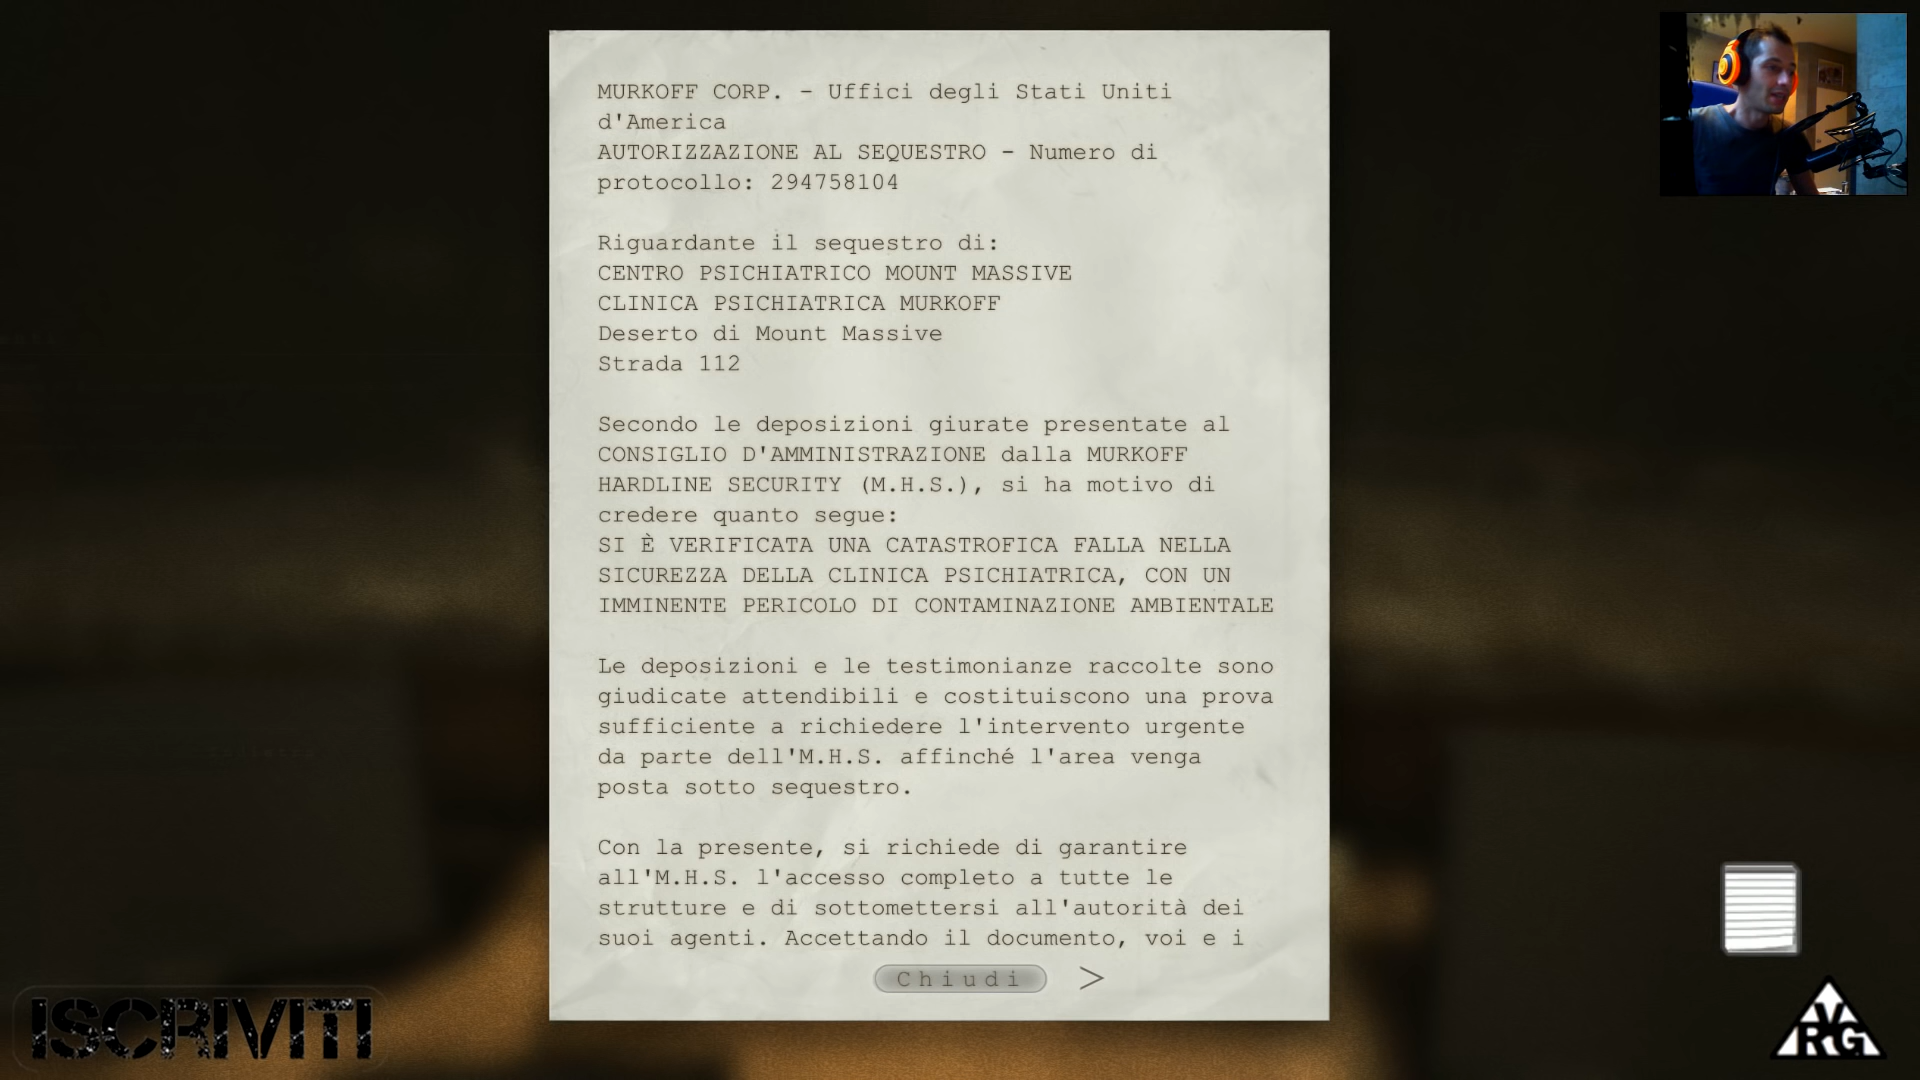 MURKOFF CORP. - Uffici degli Stati Uniti
d'America
AUTORIZZAZIONE AL SEQUESTRO - Numero di
protocollo: 294758104
Riguardante il sequestro di:
CENTRO PSICHIATRICO MOUNT MASSIVE
CLINICA PSICHIATRICA MURKOFF
Deserto di Mount Massive
Strada 112
Secondo le deposizioni giurate presentate al
CONSIGLIO D'AMMINISTRAZIONE dalla MURKOFF
HARDLINE SECURITY (M.H.S.), si ha motivo di
credere quanto segue:
SI È VERIFICATA UNA CATASTROFICA FALLA NELLA
SICUREZZA DELLA CLINICA PSICHIATRICA, CON UN
IMMINENTE PERICOLO DI CONTAMINAZIONE AMBIENTALE
Le deposizioni e le testimonianze raccolte sono
giudicate attendibili e costituiscono una prova
sufficiente a richiedere l'intervento urgente
da parte dell'M.H.S. affinché l'area venga
posta sotto sequestro.
Con la presente, si richiede di garantire
all'M.H.S. l'accesso completo a tutte le
strutture e di sottomettersi all'autorità dei
suoi agenti. Accettando il documento, voi e i
Chiudi >
ISCRIVITI
VRG